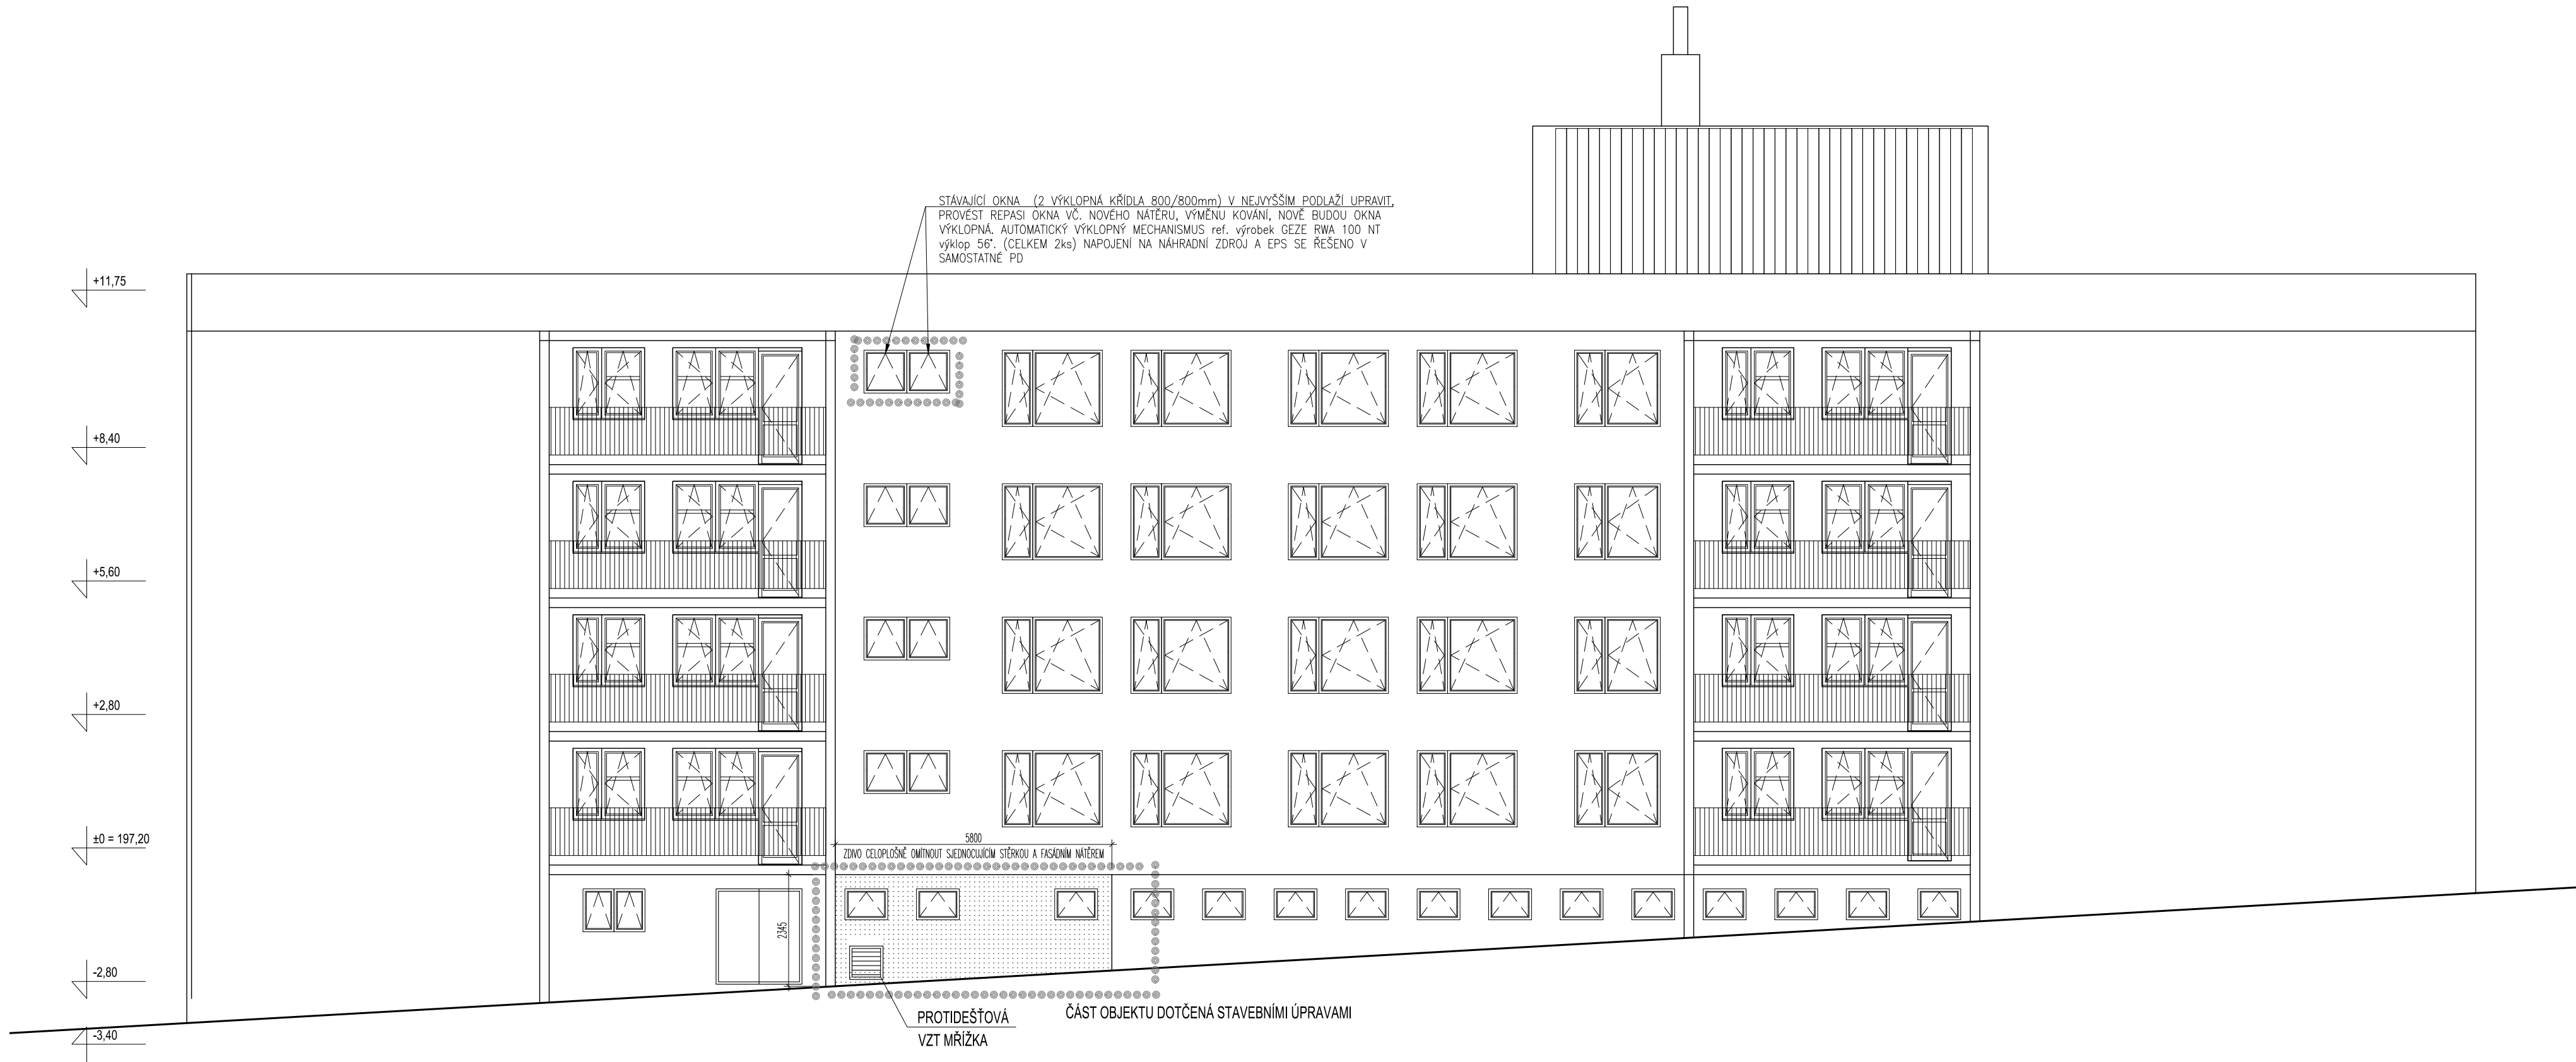 STÁVAJÍCÍ OKNA (2 VÝKLOPNÁ KŘÍDLA 800/800mm) V NEJVYŠŠÍM PODLAŽÍ UPRAVIT,
PROVÉST REPASI OKNA VČ. NOVÉHO NÁTĚRU, VÝMĚNU KOVÁNÍ, NOVĚ BUDOU OKNA
VÝKLOPNÁ. AUTOMATICKÝ VÝKLOPNÝ MECHANISMUS ref. výrobek GEZE RWA 100 NT
výklop 56°. (CELKEM 2ks) NAPOJENÍ NA NÁHRADNÍ ZDROJ A EPS SE ŘEŠENO V
SAMOSTATNÉ PD
+11,75
+8,40
+5,60
+2,80
±0 = 197,20
5800
ZDIVO CELOPLOŠNĚ OMÍTNOUT SJEDNOCUJÍCÍM STĚRKOU A FASÁDNÍM NÁTĚREM
2345
-2,80
-3,40
PROTIDEŠŤOVÁ
VZT MŘÍŽKA
ČÁST OBJEKTU DOTČENÁ STAVEBNÍMI ÚPRAVAMI